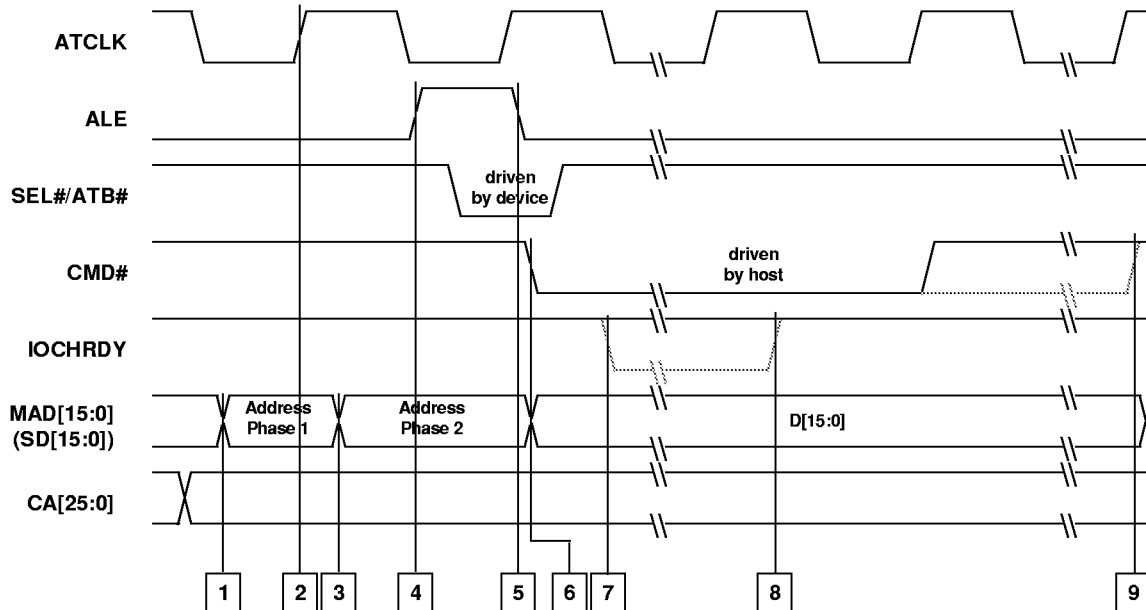 ATCLK
ALE
SEL#/ATB#
driven
by device
CMD#
driven
by host
IOCHRDY
MAD[15:0]
(SD[15:0])
Address
Phase 1
Address
Phase 2
D[15:0]
CA[25:0]
1 2 3 4 5 6 7 8 9